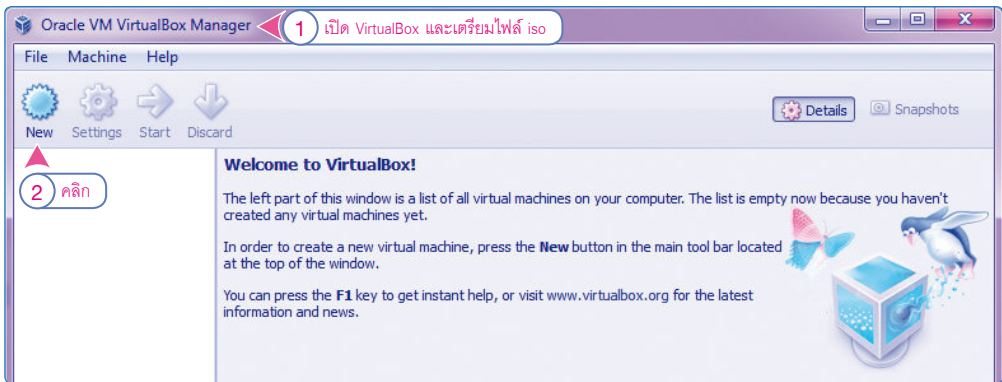 Oracle VM VirtualBox Manager
1 เปิด VirtualBox และเตรียมไฟล์ iso
File Machine Help
New Settings Start Discard
Details Snapshots
2 คลิก
Welcome to VirtualBox!
The left part of this window is a list of all virtual machines on your computer. The list is empty now because you haven't
created any virtual machines yet.
In order to create a new virtual machine, press the New button in the main tool bar located
at the top of the window.
You can press the F1 key to get instant help, or visit www.virtualbox.org for the latest
information and news.